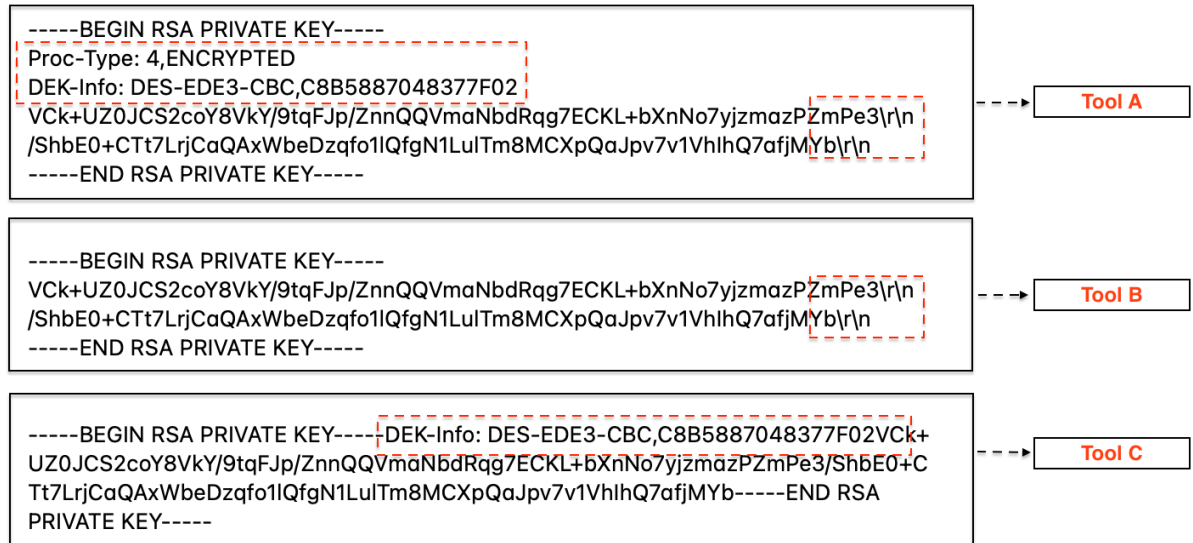 -----BEGIN RSA PRIVATE KEY-----
Proc-Type: 4,ENCRYPTED
DEK-Info: DES-EDE3-CBC,C8B5887048377F02
VCk+UZ0JCS2coY8VkY/9tqFJp/ZnnQQVmaNbdRqg7ECKL+bXnNo7yjzmazPZmPe3\r\n
/ShbE0+CTt7LrjCaQAxWbeDzqfo1lQfgN1LulTm8MCXpQaJpv7v1VhIhQ7afjMYb\r\n
-----END RSA PRIVATE KEY-----
Tool A
-----BEGIN RSA PRIVATE KEY-----
VCk+UZ0JCS2coY8VkY/9tqFJp/ZnnQQVmaNbdRqg7ECKL+bXnNo7yjzmazPZmPe3\r\n
/ShbE0+CTt7LrjCaQAxWbeDzqfo1lQfgN1LulTm8MCXpQaJpv7v1VhIhQ7afjMYb\r\n
-----END RSA PRIVATE KEY-----
Tool B
-----BEGIN RSA PRIVATE KEY-----DEK-Info: DES-EDE3-CBC,C8B5887048377F02VCk+
UZ0JCS2coY8VkY/9tqFJp/ZnnQQVmaNbdRqg7ECKL+bXnNo7yjzmazPZmPe3/ShbE0+C
Tt7LrjCaQAxWbeDzqfo1lQfgN1LulTm8MCXpQaJpv7v1VhIhQ7afjMYb-----END RSA
PRIVATE KEY-----
Tool C